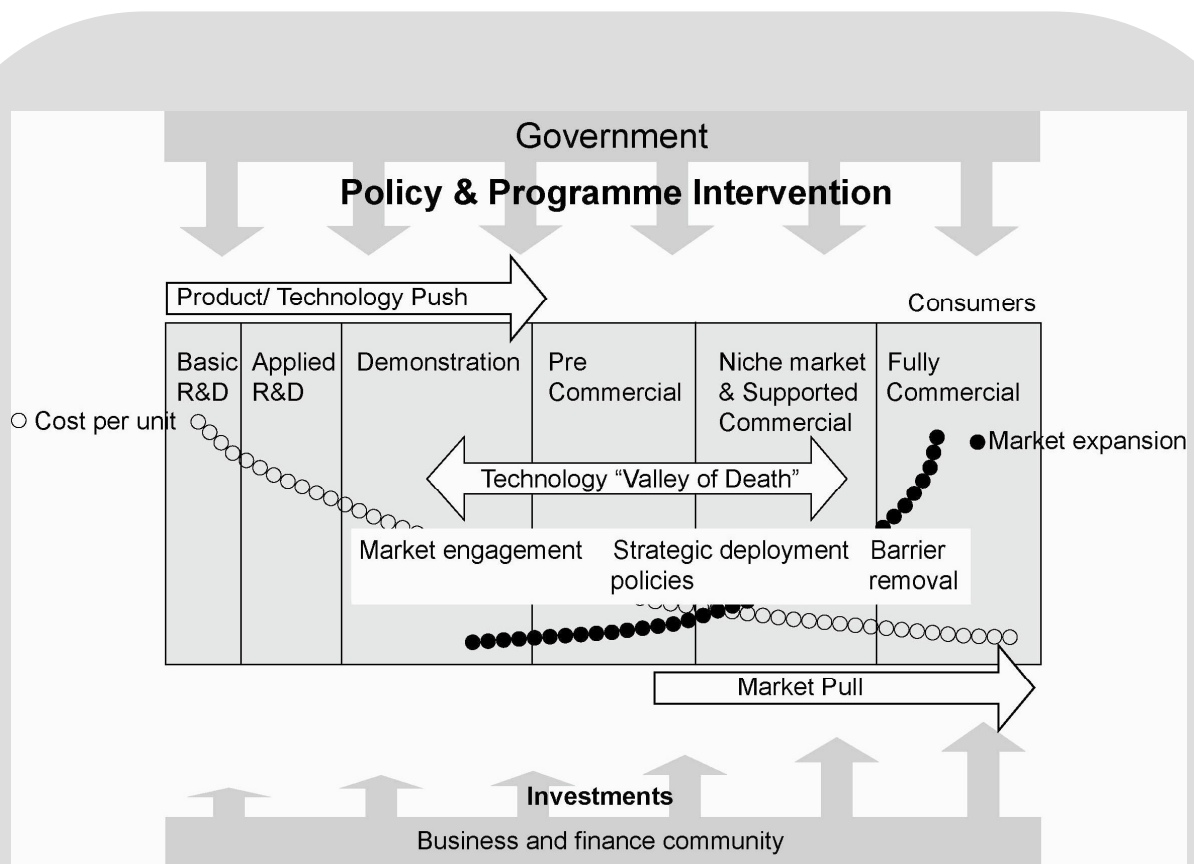 Government
Policy & Programme Intervention
Product/ Technology Push
Consumers
Basic
R&D
Applied
R&D
Demonstration
Pre
Commercial
Niche market
& Supported
Commercial
Fully
Commercial
Cost per unit
Market expansion
Technology “Valley of Death”
Market engagement
Strategic deployment
policies
Barrier
removal
Market Pull
Investments
Business and finance community